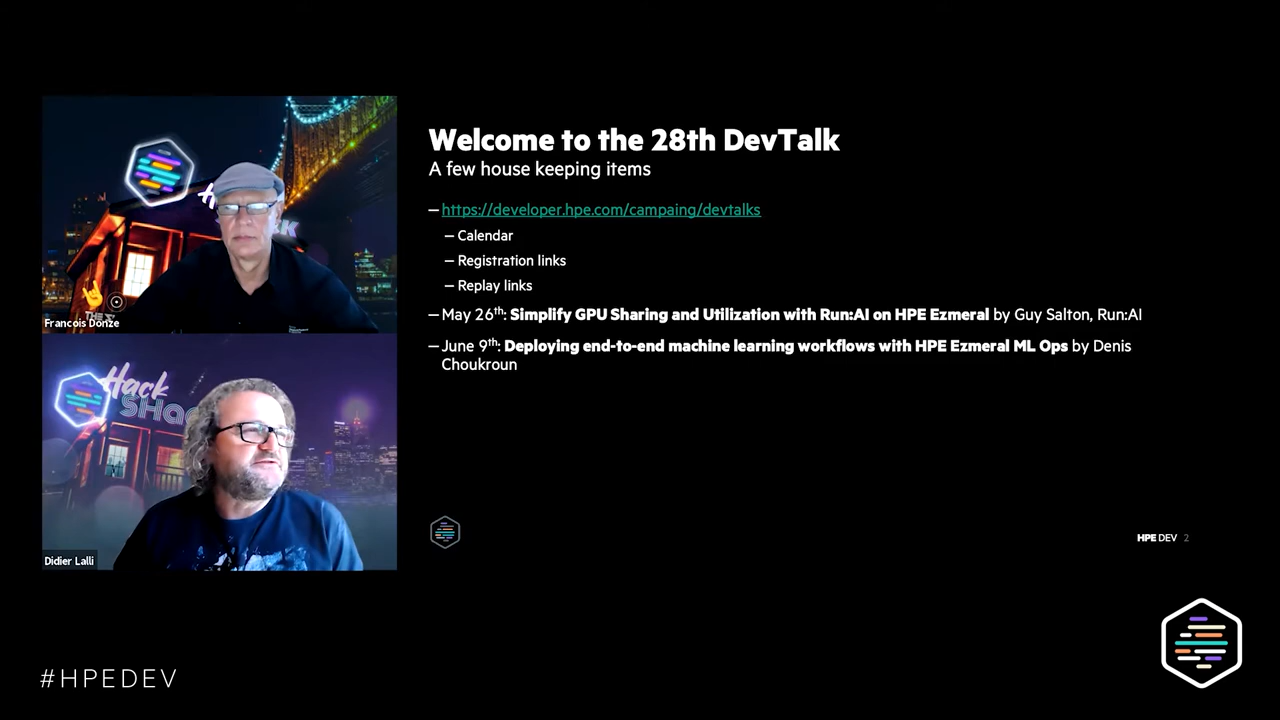 Welcome to the 28th DevTalk
A few house keeping items
– https://developer.hpe.com/campaing/devtalks
– Calendar
– Registration links
– Replay links
– May 26th: Simplify GPU Sharing and Utilization with Run:AI on HPE Ezmeral by Guy Salton, Run:AI
– June 9th: Deploying end-to-end machine learning workflows with HPE Ezmeral ML Ops by Denis
Choukroun
Francois Donze
Hack
Shac
Didier Lalli
HPE DEV 2
#HPEDEV